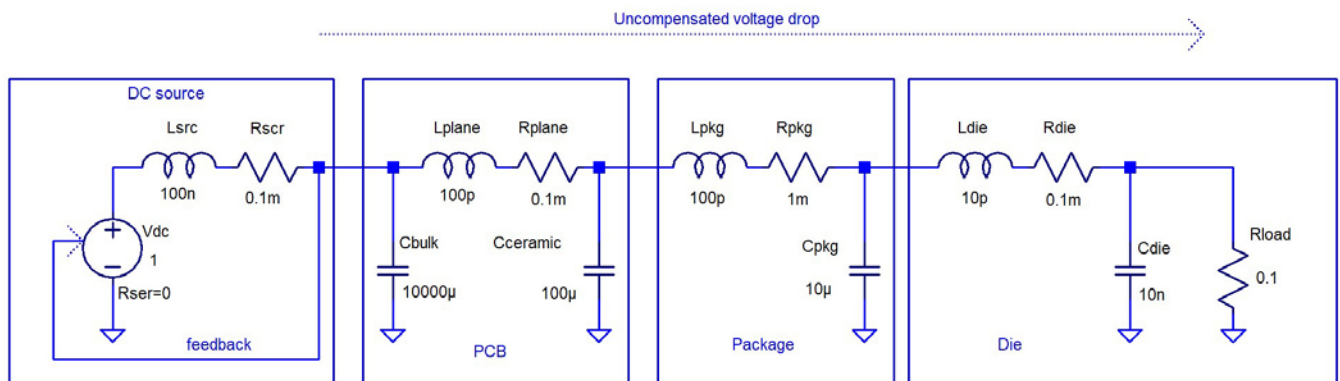 Uncompensated voltage drop
DC source
Lsrc
Rscr
100n
0.1m
Vdc
1
Rser=0
feedback
Lplane
Rplane
100p
0.1m
Cbulk
10000µ
Cceramic
100µ
PCB
Lpkg
Rpkg
100p
1m
Cpkg
10µ
Package
Ldie
Rdie
10p
0.1m
Cdie
10n
Rload
0.1
Die